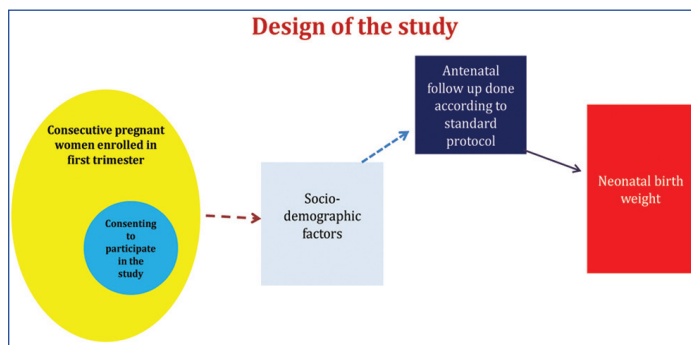 Design of the study
Consecutive pregnant
women enrolled in
first trimester
Consenting
to
participate
in the
study
Socio-
demographic
factors
Antenatal
follow up done
according to
standard
protocol
Neonatal birth
weight